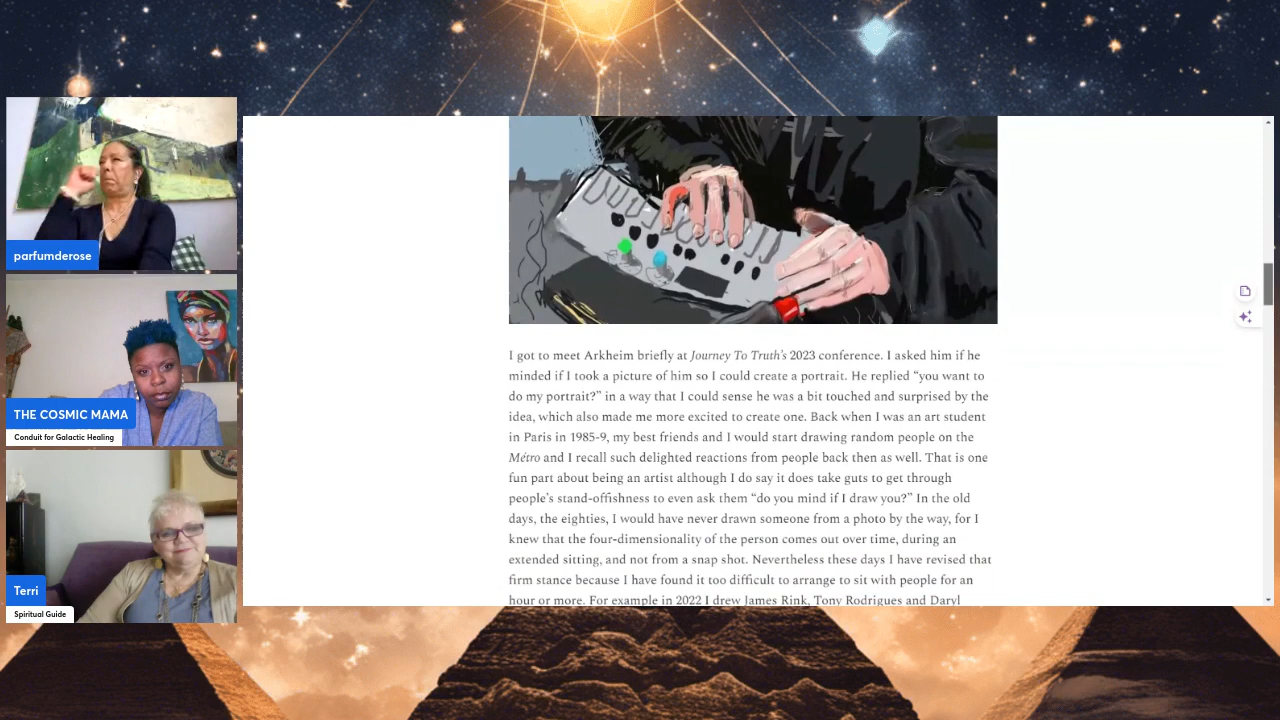 parfumderose
THE COSMIC MAMA
Conduit for Galactic Healing
Terri
Spiritual Guide
I got to meet Arkheim briefly at Journey To Truth’s 2023 conference. I asked him if he
minded if I took a picture of him so I could create a portrait. He replied “you want to
do my portrait?” in a way that I could sense he was a bit touched and surprised by the
idea, which also made me more excited to create one. Back when I was an art student
in Paris in 1985-9, my best friends and I would start drawing random people on the
Métro and I recall such delighted reactions from people back then as well. That is one
fun part about being an artist although I do say it does take guts to get through
people’s stand-offishness to even ask them “do you mind if I draw you?” In the old
days, the eighties, I would have never drawn someone from a photo by the way, for I
knew that the four-dimensionality of the person comes out over time, during an
extended sitting, and not from a snap shot. Nevertheless these days I have revised that
firm stance because I have found it too difficult to arrange to sit with people for an
hour or more. For example in 2022 I drew James Rink, Tony Rodrigues and Daryl